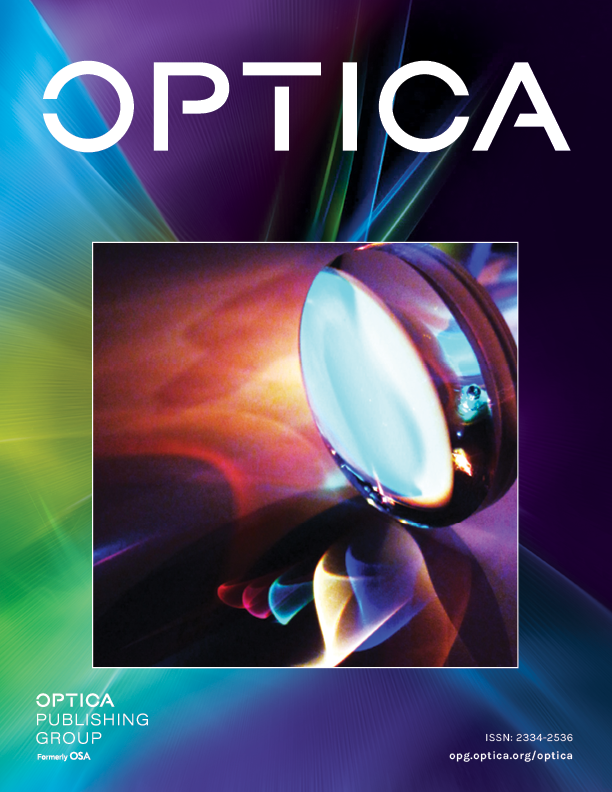 OPTICA
OPTICA
PUBLISHING
GROUP
Formerly OSA
ISSN: 2334-2536
opg.optica.org/optica